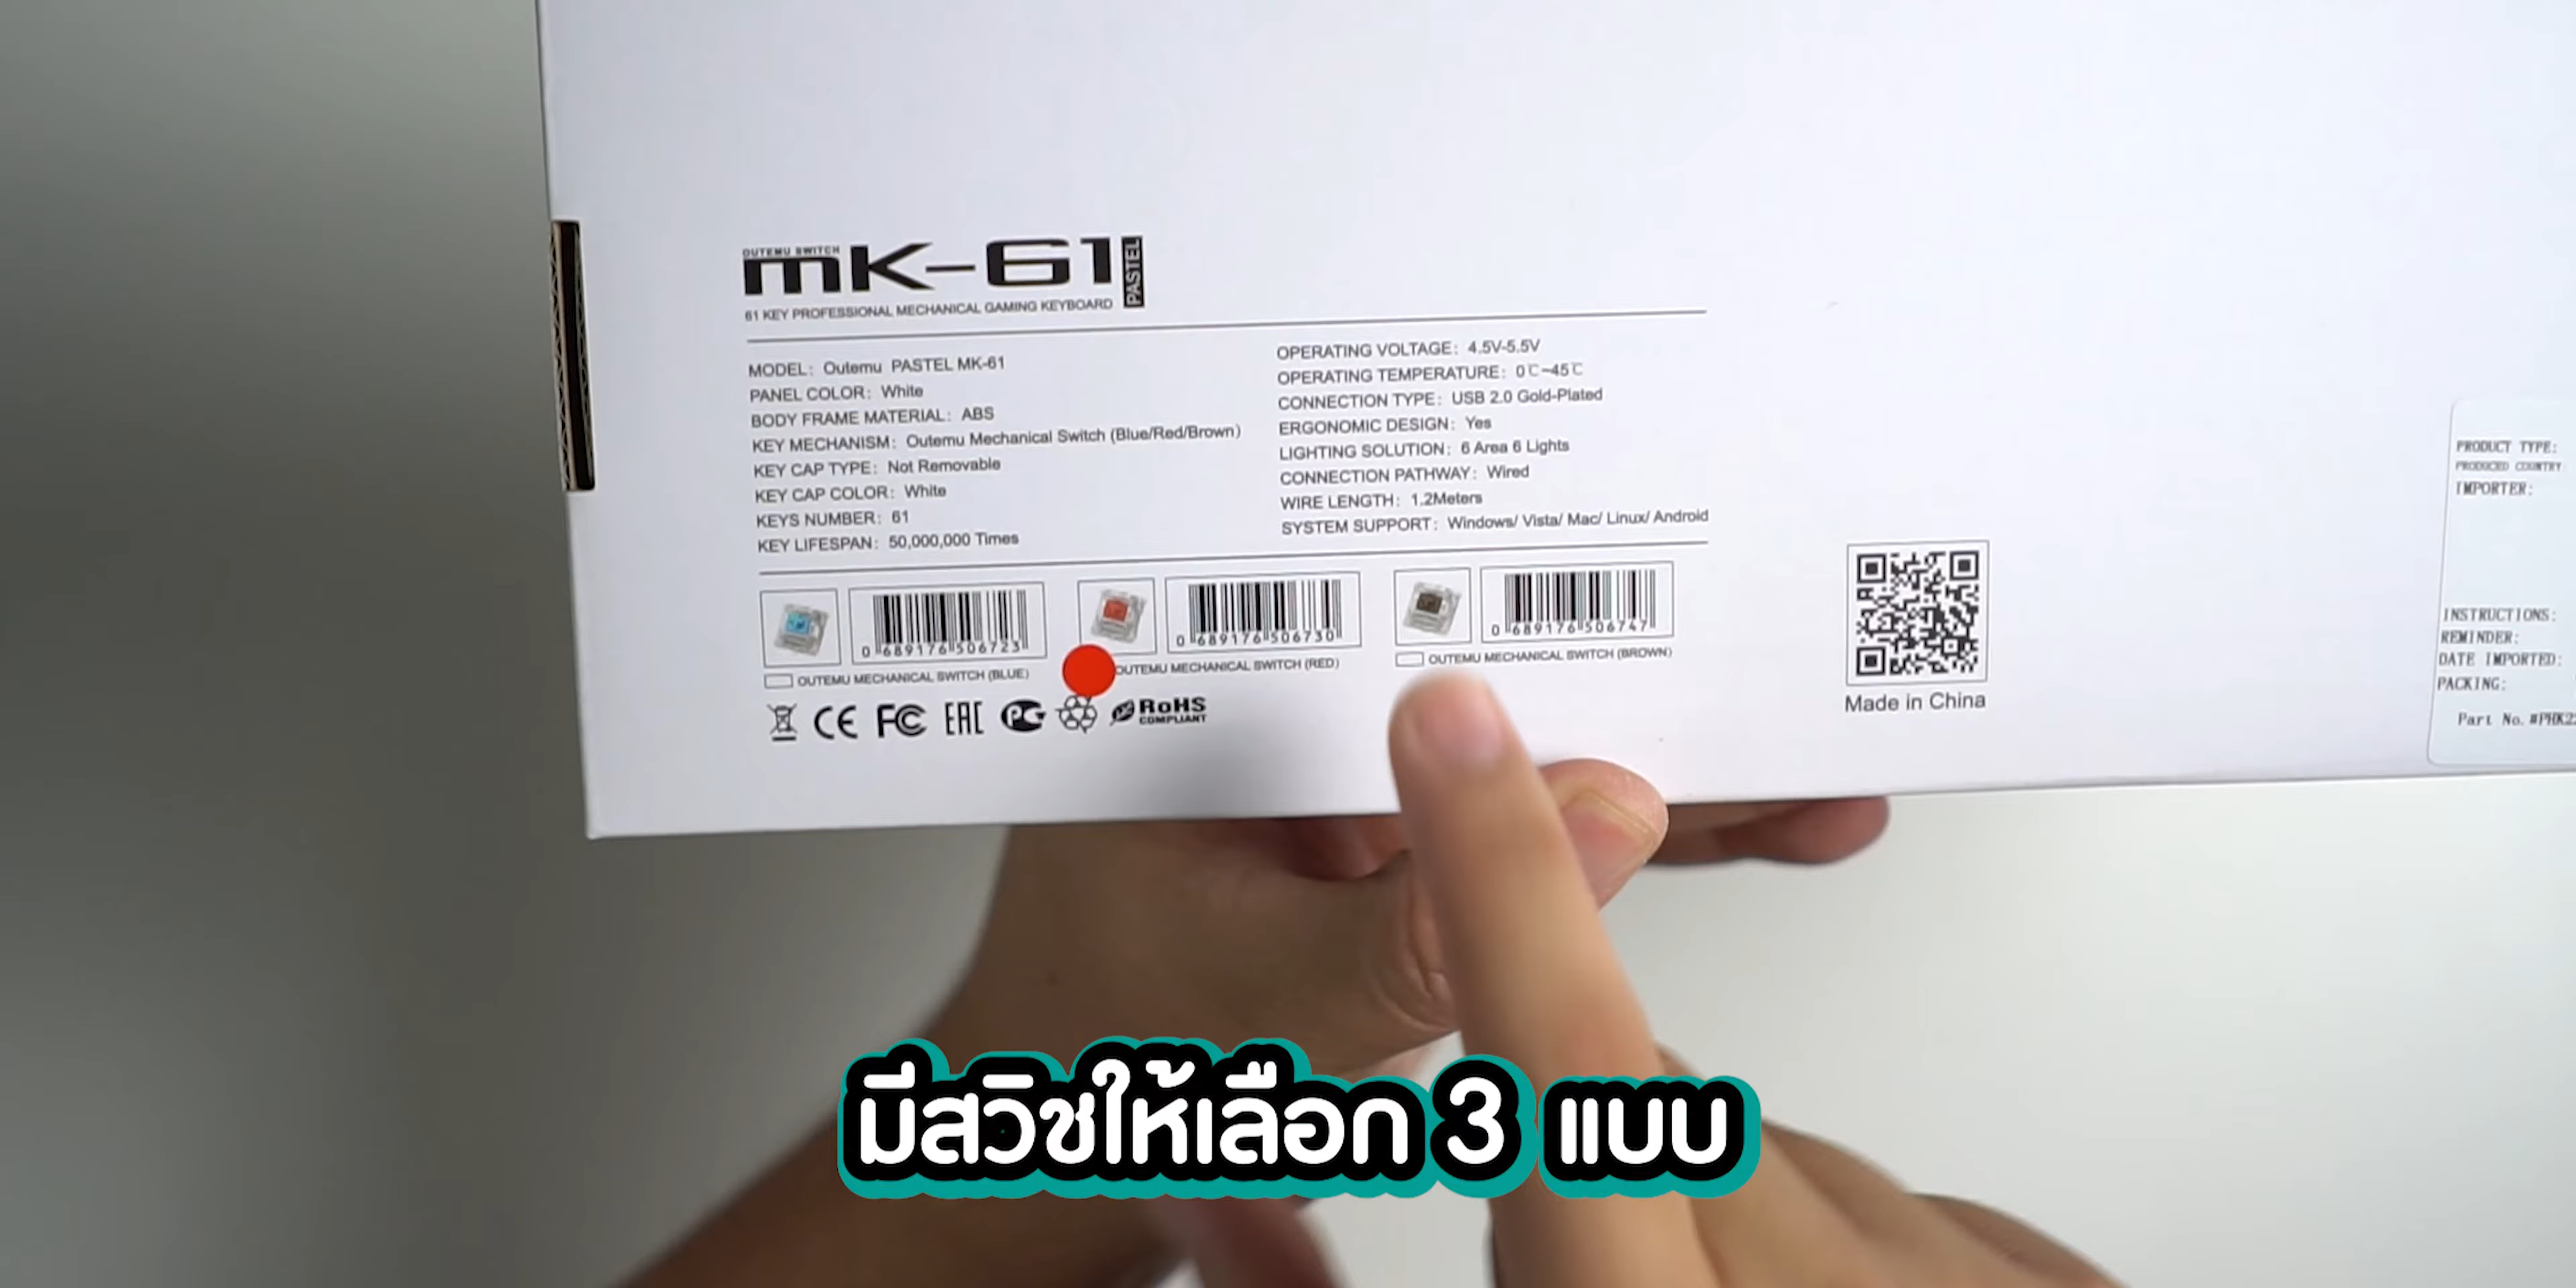 OUTEMU SWITCH
mK-61 PASTEL
61 KEY PROFESSIONAL MECHANICAL GAMING KEYBOARD
MODEL: Outemu PASTEL MK-61
PANEL COLOR: White
BODY FRAME MATERIAL: ABS
KEY MECHANISM: Outemu Mechanical Switch (Blue/Red/Brown)
KEY CAP TYPE: Not Removable
KEY CAP COLOR: White
KEYS NUMBER: 61
KEY LIFESPAN: 50,000,000 Times
OPERATING VOLTAGE: 4.5V-5.5V
OPERATING TEMPERATURE: 0℃~45℃
CONNECTION TYPE: USB 2.0 Gold-Plated
ERGONOMIC DESIGN: Yes
LIGHTING SOLUTION: 6 Area 6 Lights
CONNECTION PATHWAY: Wired
WIRE LENGTH: 1.2Meters
SYSTEM SUPPORT: Windows/ Vista/ Mac/ Linux/ Android
0 689176 506723
0 689176 506730
0 689176 506747
OUTEMU MECHANICAL SWITCH (BLUE)
OUTEMU MECHANICAL SWITCH (RED)
OUTEMU MECHANICAL SWITCH (BROWN)
CE FC EAC PG RoHS
COMPLIANT
Made in China
PRODUCT TYPE:
PRODUCED COUNTRY:
IMPORTER:
INSTRUCTIONS:
REMINDER:
DATE IMPORTED:
PACKING:
Part No. #PHK2
มีสวิชให้เลือก 3 แบบ